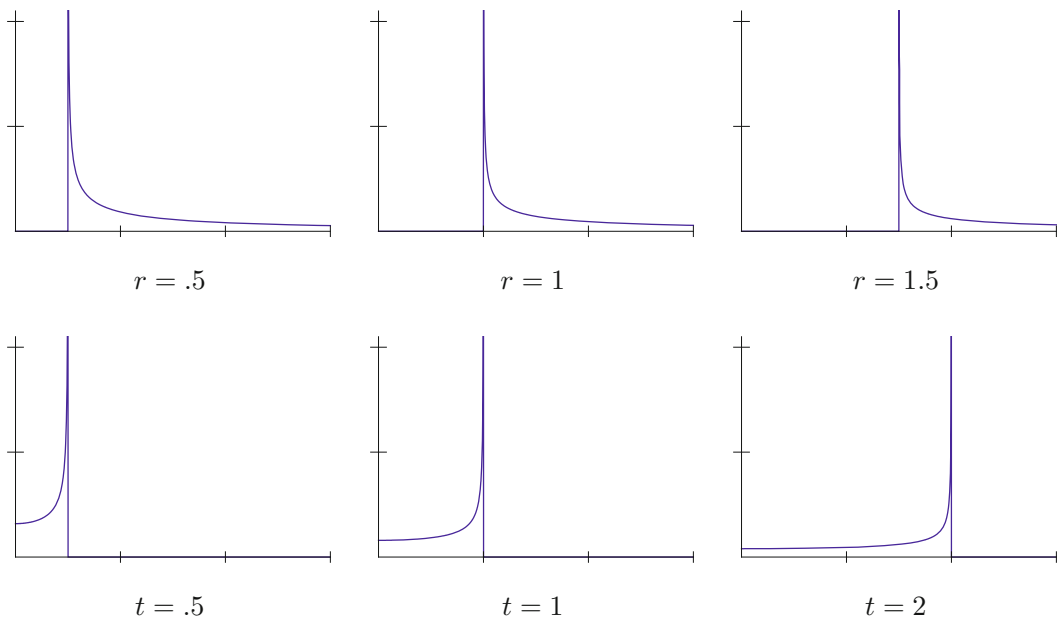 r = .5
r = 1
r = 1.5
t = .5
t = 1
t = 2